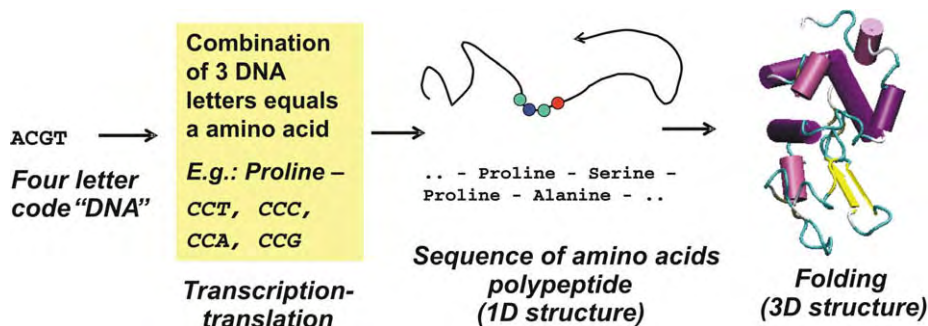 ACGT
Four letter
code “DNA”
Combination
of 3 DNA
letters equals
a amino acid
E.g.: Proline –
CCT, CCC,
CCA, CCG
Transcription-
translation
.. - Proline - Serine -
Proline - Alanine - ..
Sequence of amino acids
polypeptide
(1D structure)
Folding
(3D structure)